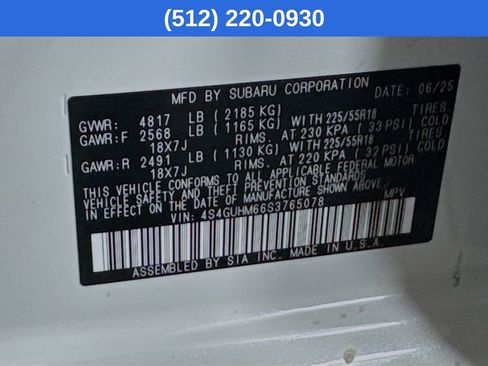 (512) 220-0930
MFD BY SUBARU CORPORATION DATE: 06/25
GVWR: 4817 LB ( 2185 KG)
GAWR:F 2568 LB ( 1165 KG) WITH 225/55R18 TIRES
18X7J RIMS. AT 230 KPA ( 33 PSI) COLD
GAWR:R 2491 LB ( 1130 KG) WITH 225/55R18 TIRES
18X7J RIMS. AT 220 KPA ( 32 PSI) COLD
THIS VEHICLE CONFORMS TO ALL APPLICABLE FEDERAL MOTOR
VEHICLE SAFETY STANDARDS IN EFFECT ON THE DATE OF
MANUFACTURE SHOWN ABOVE.
VIN: 4S4GUHM66S3765078 MPV
ASSEMBLED BY SIA INC. MADE IN U.S.A.